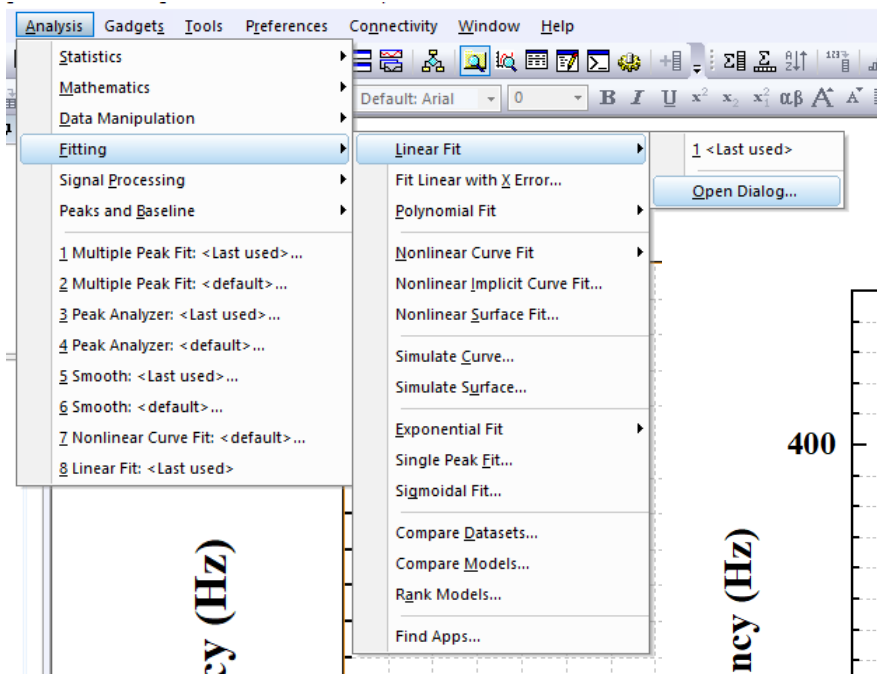 Analysis Gadgets Tools Preferences Connectivity Window Help
Default: Arial 0 B I U x² x₂ x²₁ αβ A A
Statistics
Mathematics
Data Manipulation
Fitting
Signal Processing
Peaks and Baseline
1 Multiple Peak Fit: <Last used>...
2 Multiple Peak Fit: <default>...
3 Peak Analyzer: <Last used>...
4 Peak Analyzer: <default>...
5 Smooth: <Last used>...
6 Smooth: <default>...
7 Nonlinear Curve Fit: <default>...
8 Linear Fit: <Last used>
Linear Fit
Fit Linear with X Error...
Polynomial Fit
Nonlinear Curve Fit
Nonlinear Implicit Curve Fit...
Nonlinear Surface Fit...
Simulate Curve...
Simulate Surface...
Exponential Fit
Single Peak Fit...
Sigmoidal Fit...
Compare Datasets...
Compare Models...
Rank Models...
Find Apps...
1 <Last used>
Open Dialog...
400
cy (Hz)
ncy (Hz)